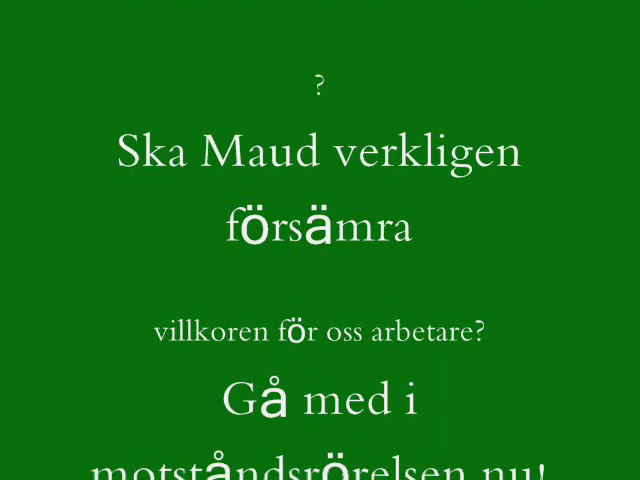 ?
Ska Maud verkligen
försämra
villkoren för oss arbetare?
Gå med i
motståndsrörelsen nu!